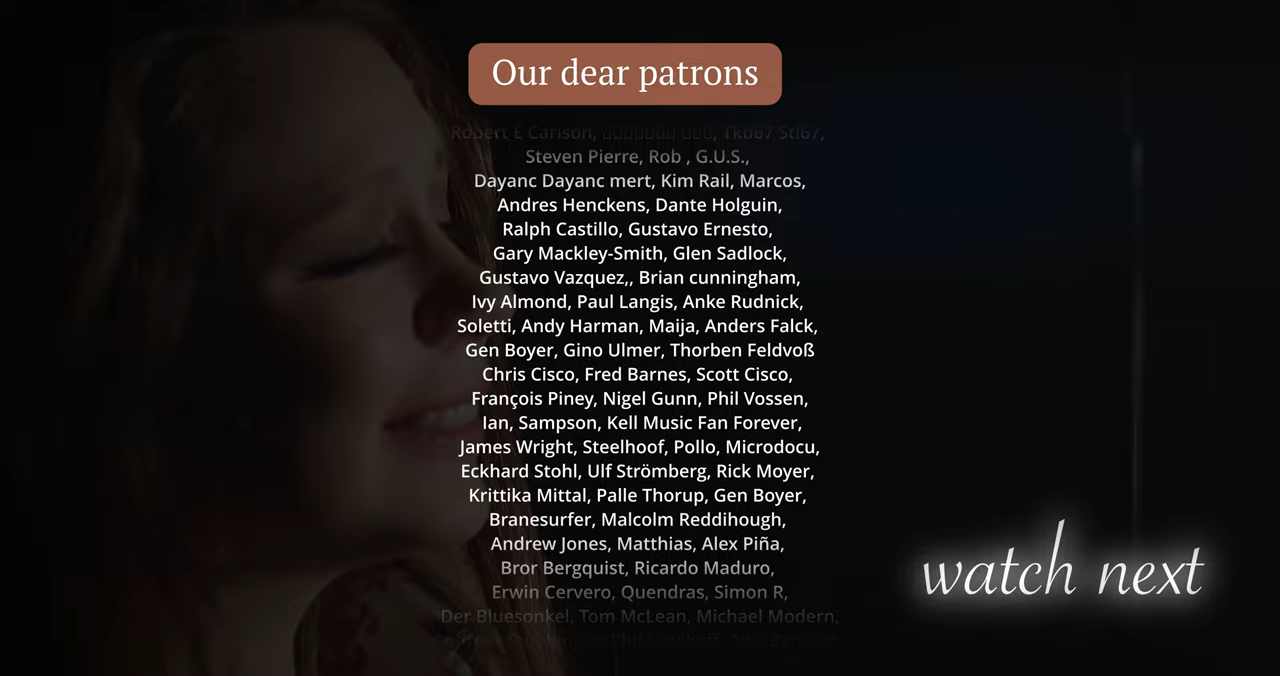 Our dear patrons
Robert E Carlson, Tkb67 Stl67,
Steven Pierre, Rob , G.U.S.,
Dayanc Dayanc mert, Kim Rail, Marcos,
Andres Henckens, Dante Holguin,
Ralph Castillo, Gustavo Ernesto,
Gary Mackley-Smith, Glen Sadlock,
Gustavo Vazquez,, Brian cunningham,
Ivy Almond, Paul Langis, Anke Rudnick,
Soletti, Andy Harman, Maija, Anders Falck,
Gen Boyer, Gino Ulmer, Thorben Feldvoß
Chris Cisco, Fred Barnes, Scott Cisco,
François Piney, Nigel Gunn, Phil Vossen,
Ian, Sampson, Kell Music Fan Forever,
James Wright, Steelhoof, Pollo, Microdocu,
Eckhard Stohl, Ulf Strömberg, Rick Moyer,
Krittika Mittal, Palle Thorup, Gen Boyer,
Branesurfer, Malcolm Reddihough,
Andrew Jones, Matthias, Alex Piña,
Bror Bergquist, Ricardo Maduro,
Erwin Cervero, Quendras, Simon R,
Der Bluesonkel, Tom McLean, Michael Modern,
watch next